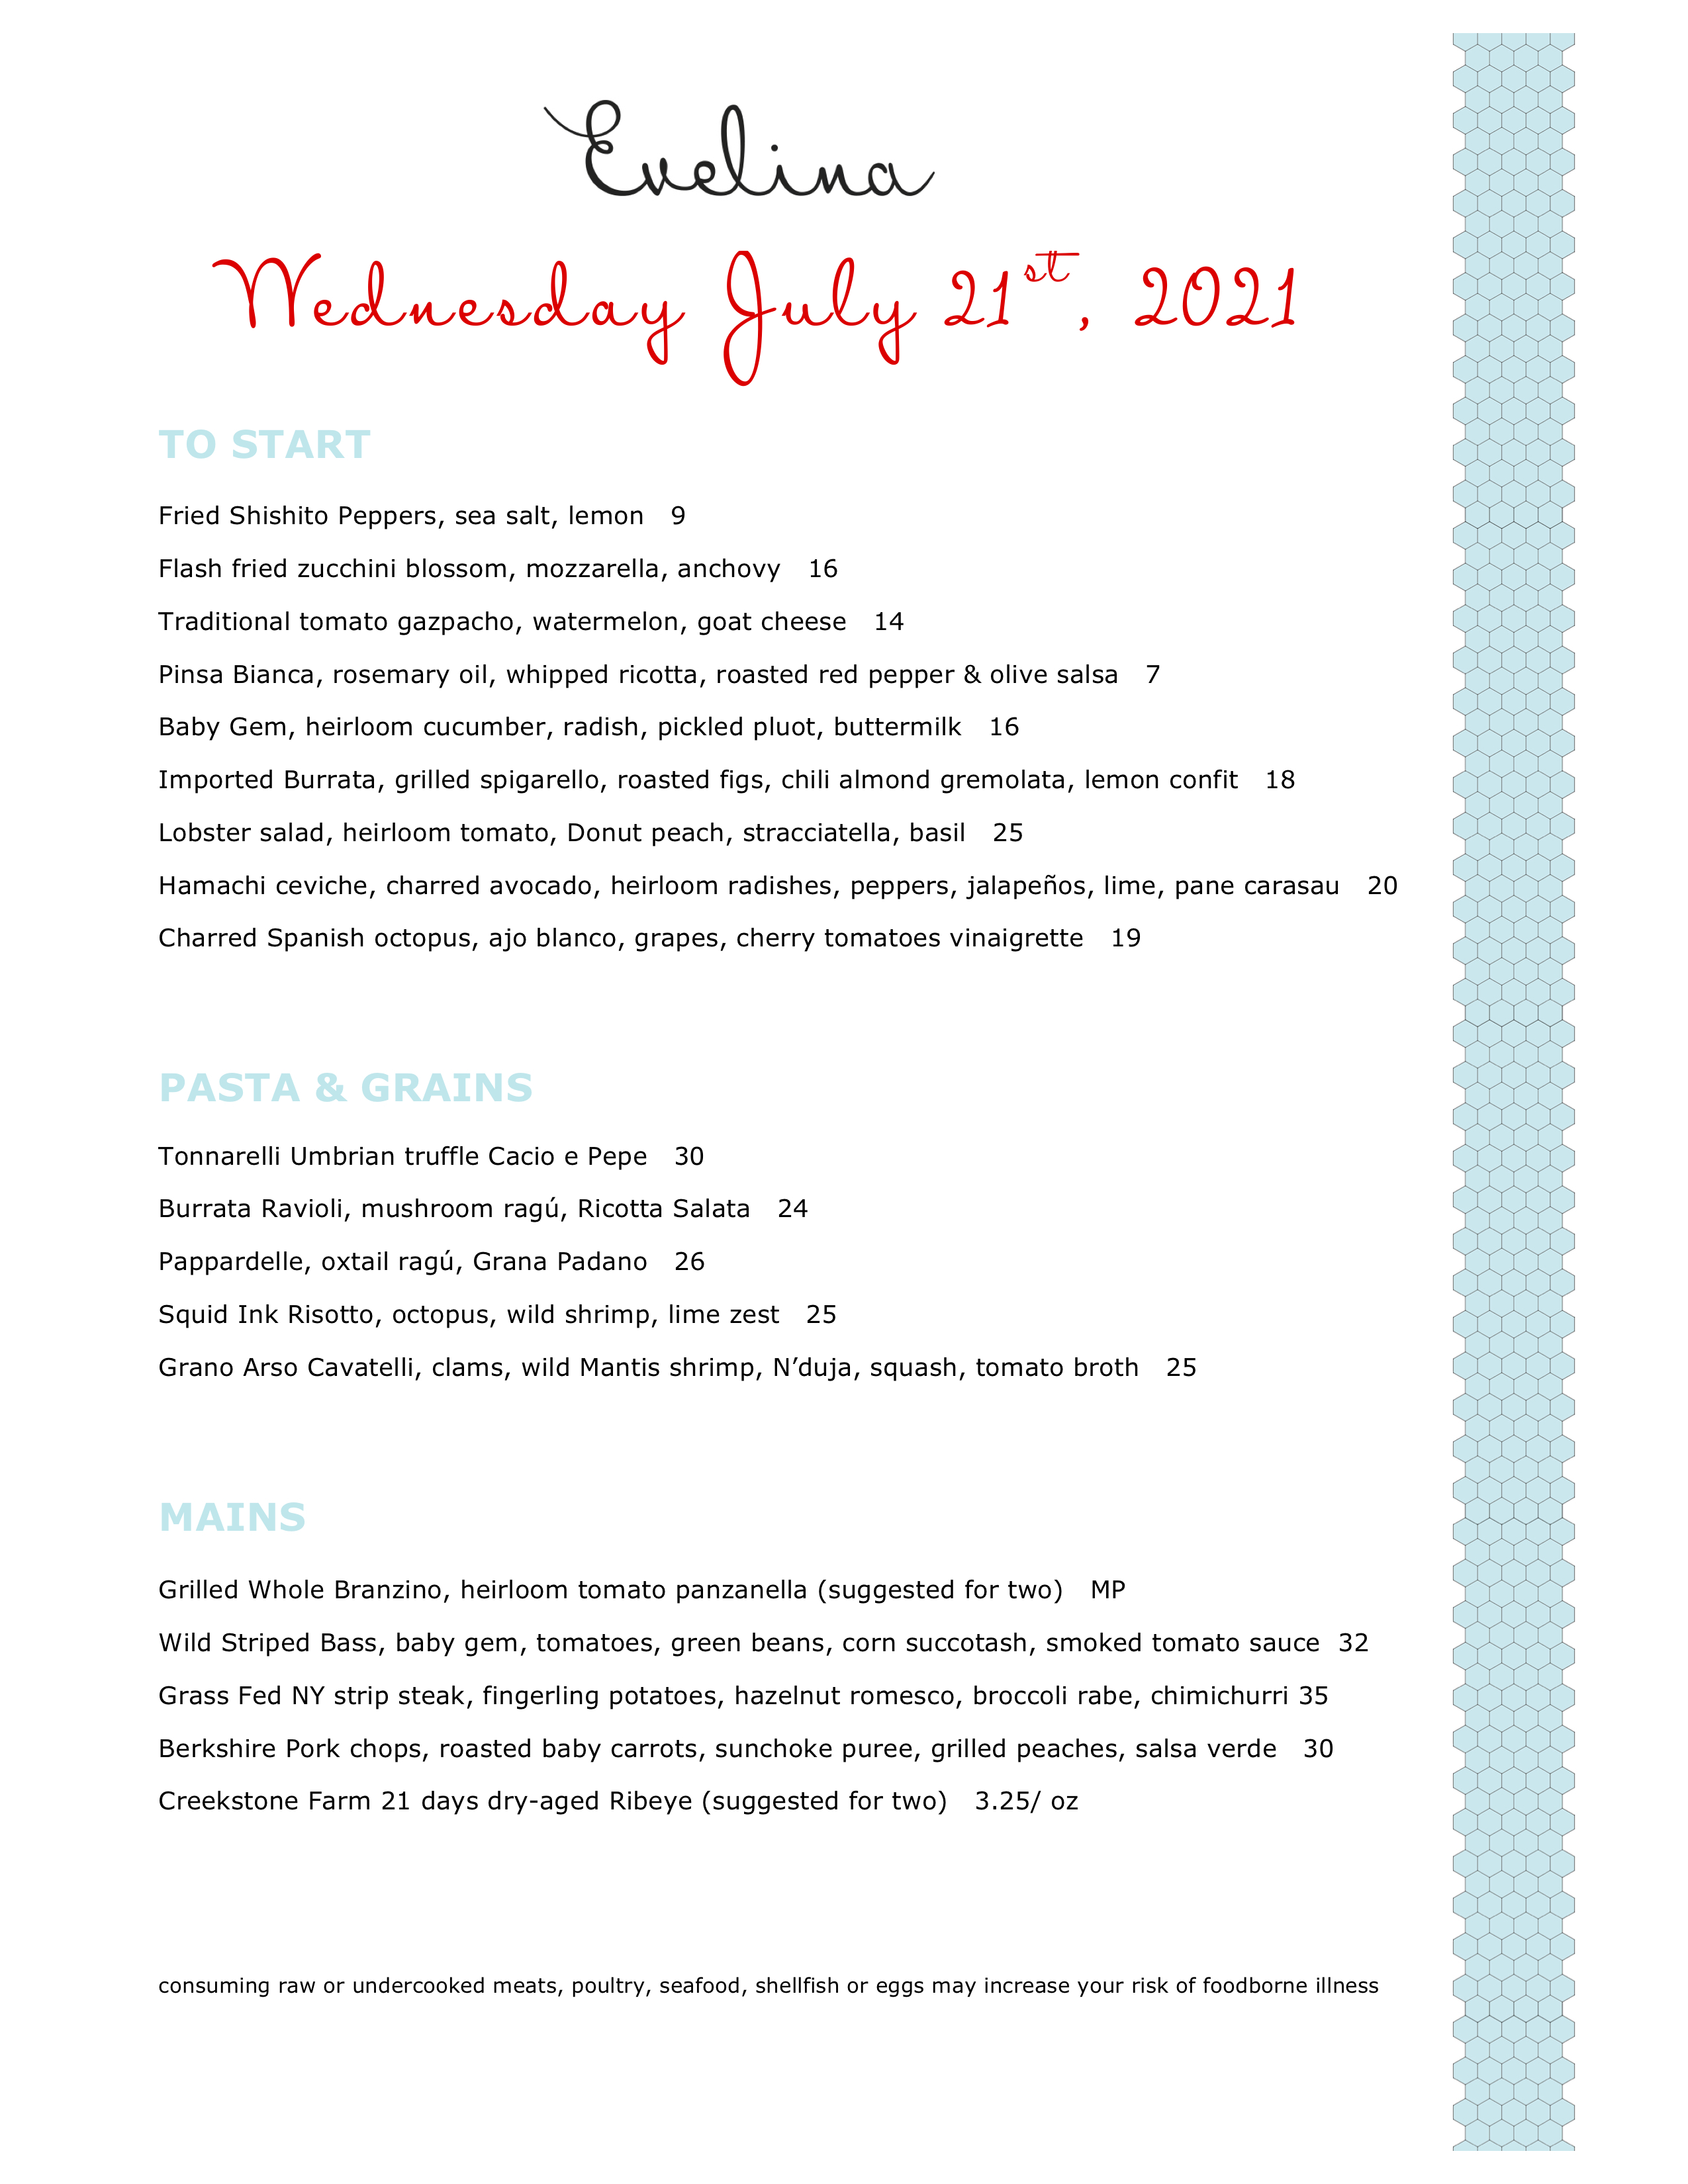 Evelina
Wednesday July 21st, 2021
TO START
Fried Shishito Peppers, sea salt, lemon 9
Flash fried zucchini blossom, mozzarella, anchovy 16
Traditional tomato gazpacho, watermelon, goat cheese 14
Pinsa Bianca, rosemary oil, whipped ricotta, roasted red pepper & olive salsa 7
Baby Gem, heirloom cucumber, radish, pickled pluot, buttermilk 16
Imported Burrata, grilled spigarello, roasted figs, chili almond gremolata, lemon confit 18
Lobster salad, heirloom tomato, Donut peach, stracciatella, basil 25
Hamachi ceviche, charred avocado, heirloom radishes, peppers, jalapeños, lime, pane carasau 20
Charred Spanish octopus, ajo blanco, grapes, cherry tomatoes vinaigrette 19
PASTA & GRAINS
Tonnarelli Umbrian truffle Cacio e Pepe 30
Burrata Ravioli, mushroom ragú, Ricotta Salata 24
Pappardelle, oxtail ragú, Grana Padano 26
Squid Ink Risotto, octopus, wild shrimp, lime zest 25
Grano Arso Cavatelli, clams, wild Mantis shrimp, N’duja, squash, tomato broth 25
MAINS
Grilled Whole Branzino, heirloom tomato panzanella (suggested for two) MP
Wild Striped Bass, baby gem, tomatoes, green beans, corn succotash, smoked tomato sauce 32
Grass Fed NY strip steak, fingerling potatoes, hazelnut romesco, broccoli rabe, chimichurri 35
Berkshire Pork chops, roasted baby carrots, sunchoke puree, grilled peaches, salsa verde 30
Creekstone Farm 21 days dry-aged Ribeye (suggested for two) 3.25/ oz
consuming raw or undercooked meats, poultry, seafood, shellfish or eggs may increase your risk of foodborne illness